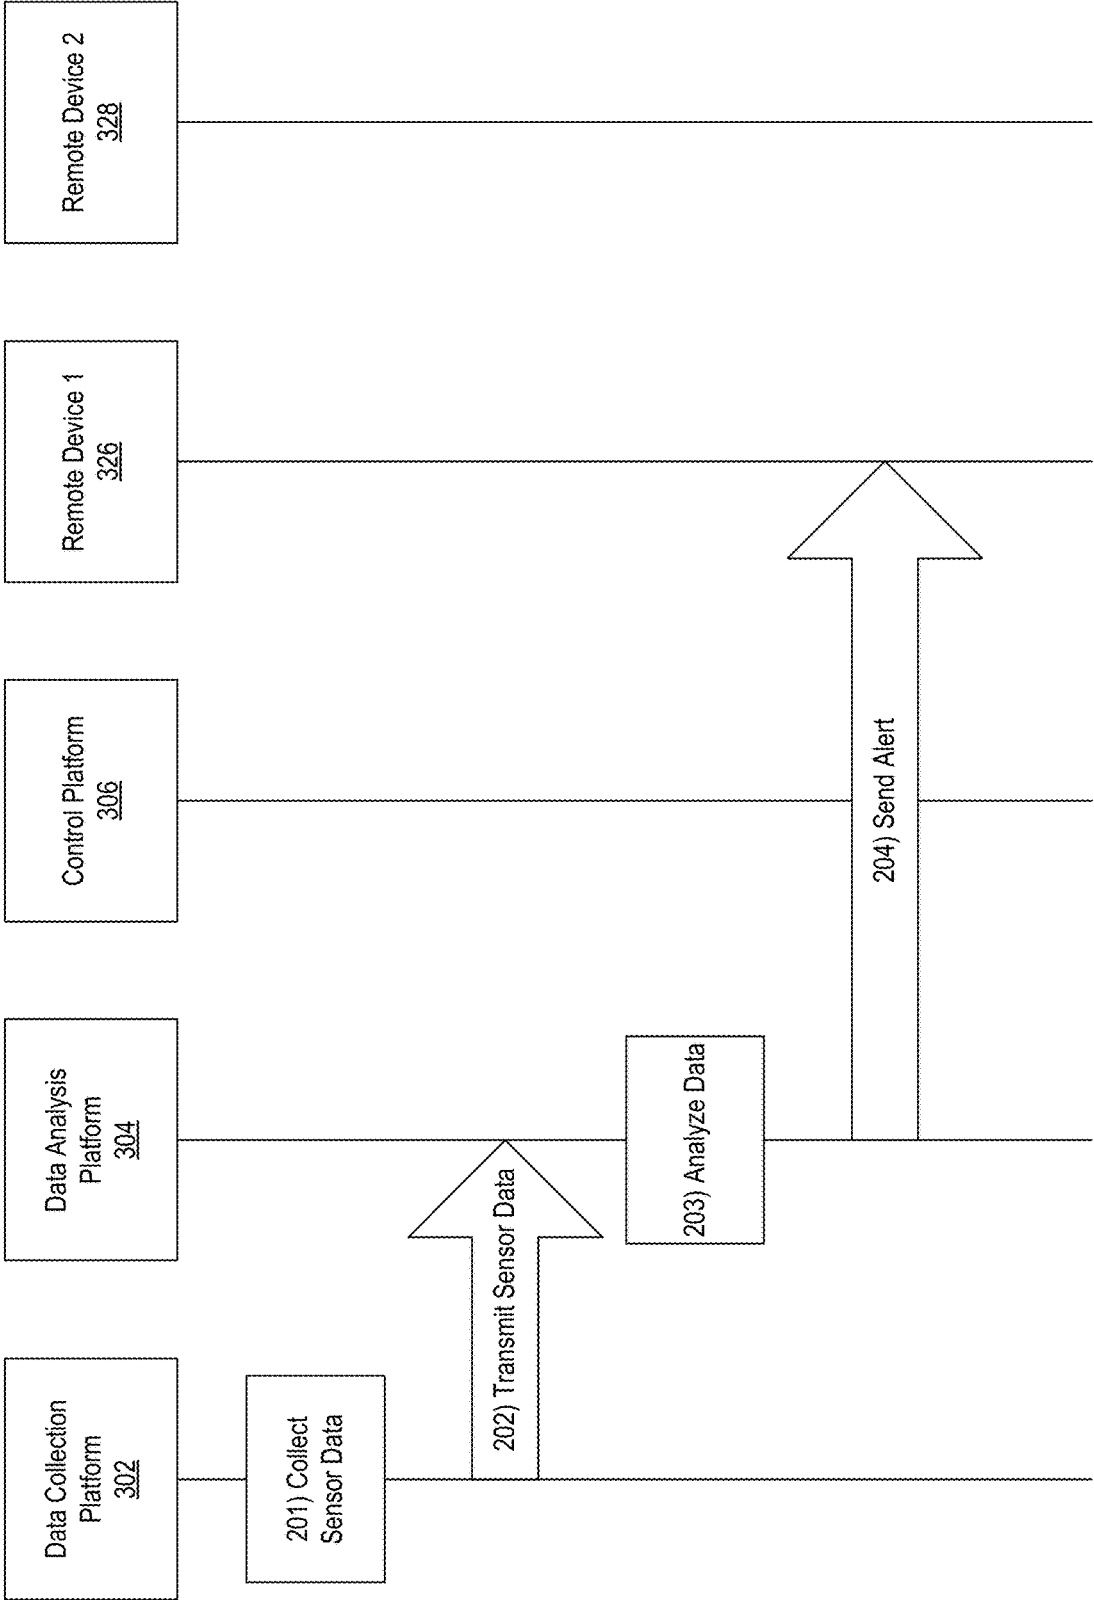 Data Collection
Platform
302
Data Analysis
Platform
304
Control Platform
306
Remote Device 1
326
Remote Device 2
328
201) Collect
Sensor Data
202) Transmit Sensor Data
203) Analyze Data
204) Send Alert